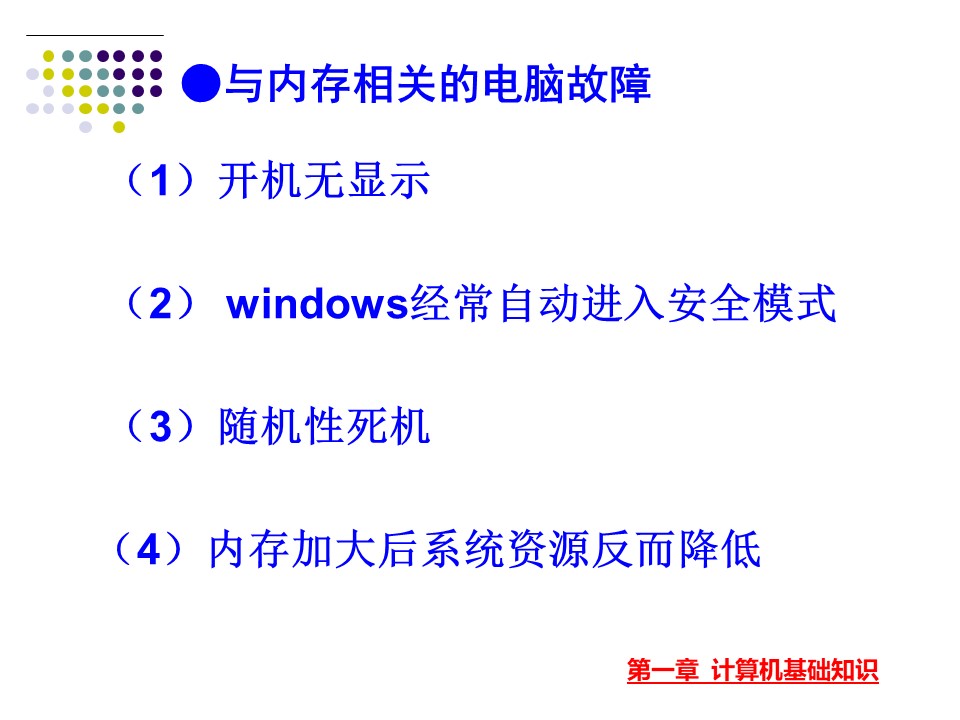 ●与内存相关的电脑故障
（1）开机无显示
（2） windows经常自动进入安全模式
（3）随机性死机
（4）内存加大后系统资源反而降低
第一章 计算机基础知识